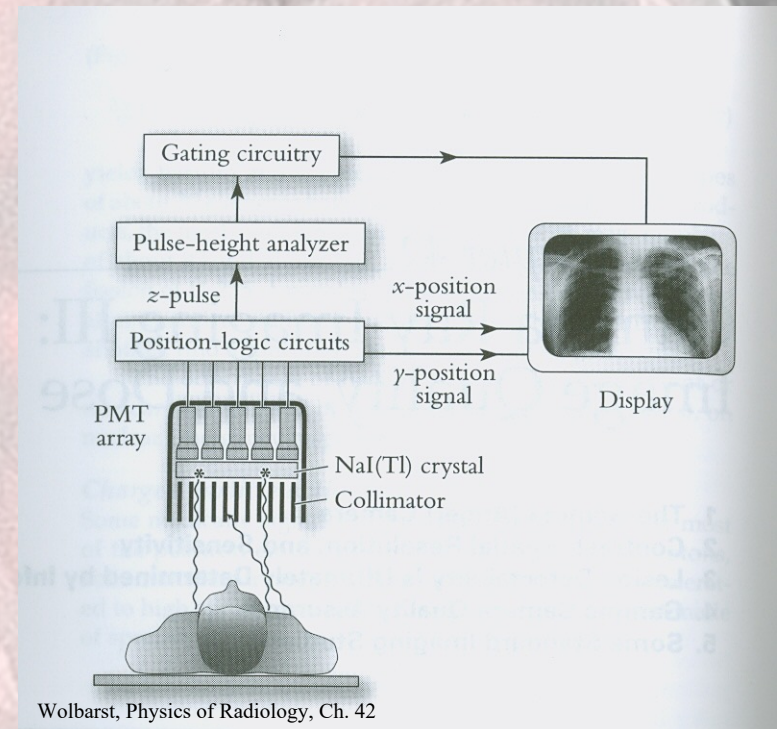 Gating circuitry
Pulse-height analyzer
z-pulse
x-position
signal
Position-logic circuits
γ-position
signal
Display
PMT
array
NaI(Tl) crystal
Collimator
Wolbarst, Physics of Radiology, Ch. 42